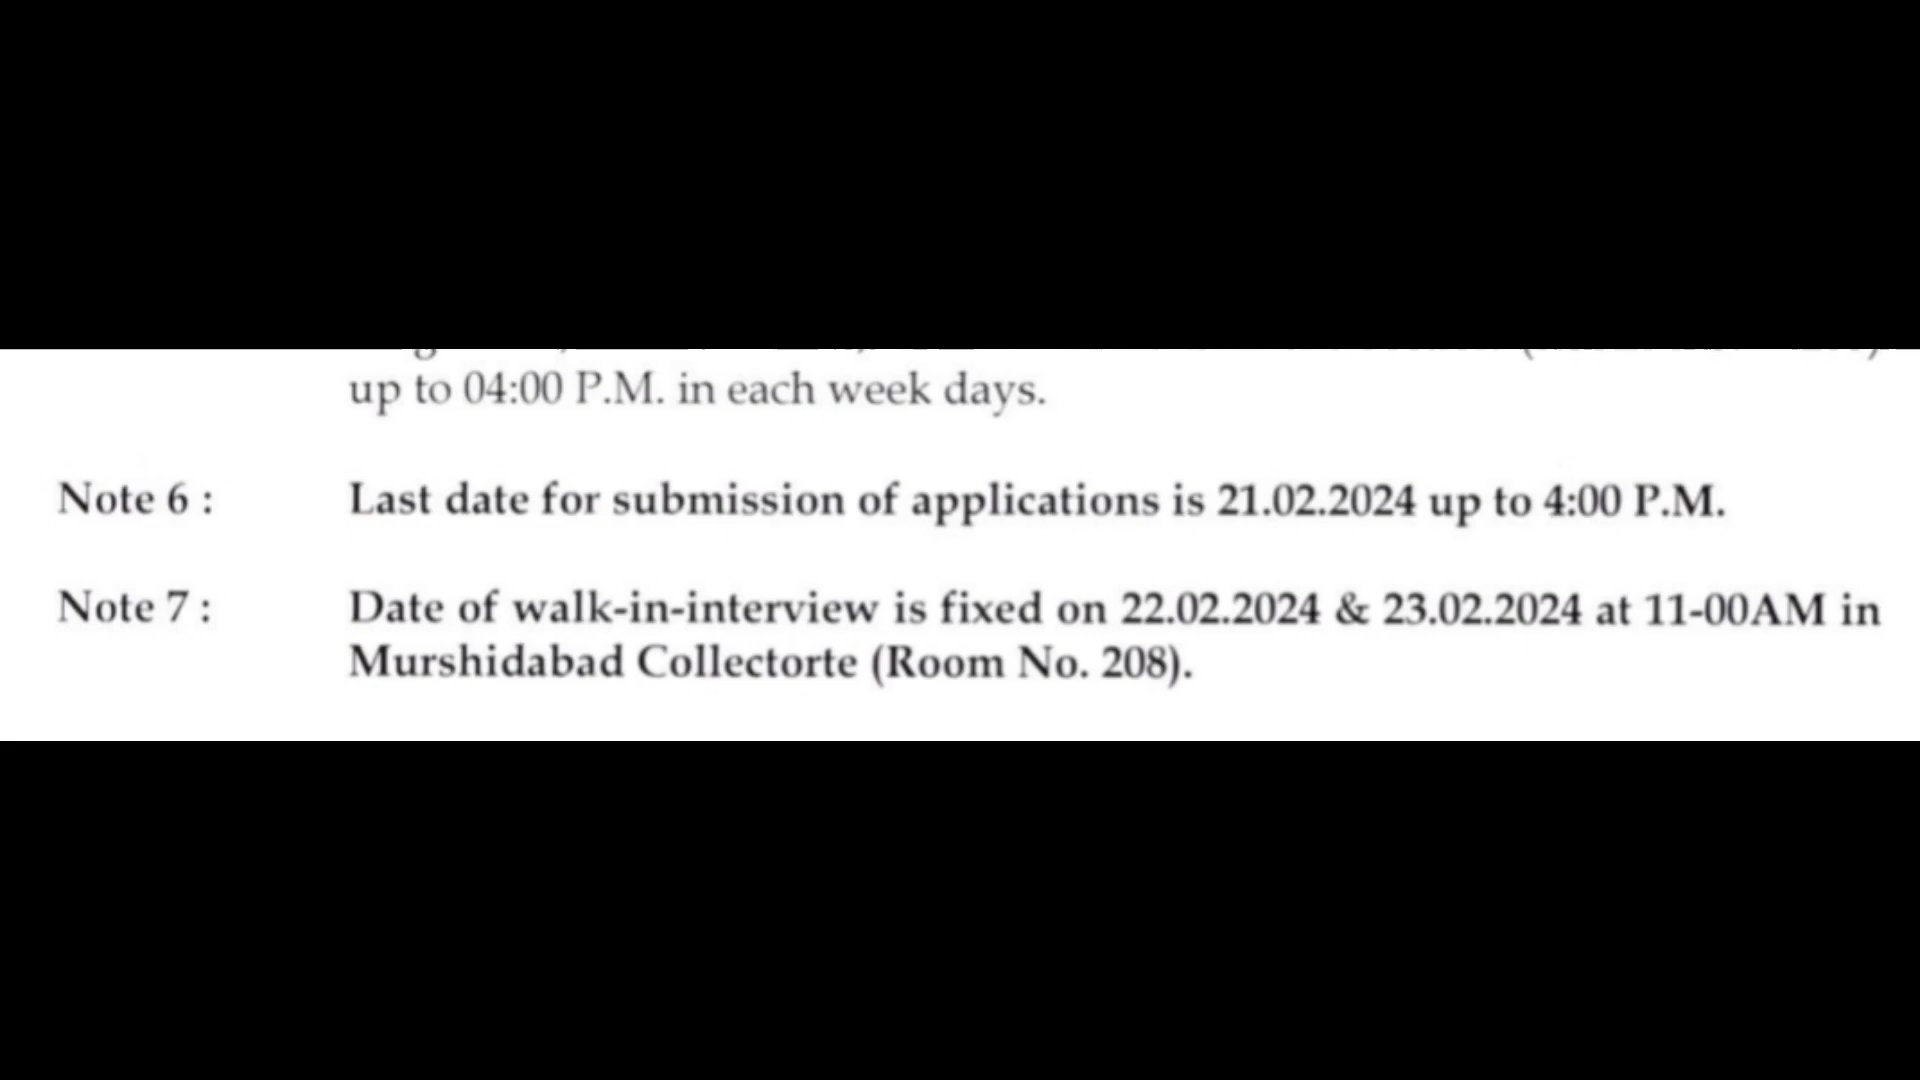 up to 04:00 P.M. in each week days.
Note 6 : Last date for submission of applications is 21.02.2024 up to 4:00 P.M.
Note 7 : Date of walk-in-interview is fixed on 22.02.2024 & 23.02.2024 at 11-00AM in
Murshidabad Collectorte (Room No. 208).